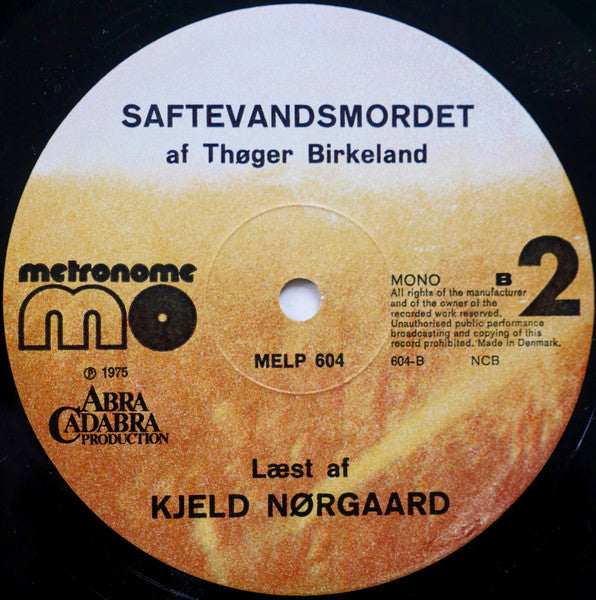 SAFTEVANDSMORDET
af Thøger Birkeland
metronome
mo
℗ 1975
ABRA
CADABRA
PRODUCTION
MELP 604
MONO B 2
All rights of the manufacturer
and of the owner of the
recorded work reserved.
Unauthorised public performance
broadcasting and copying of this
record prohibited. Made in Denmark.
604-B NCB
Læst af
KJELD NØRGAARD